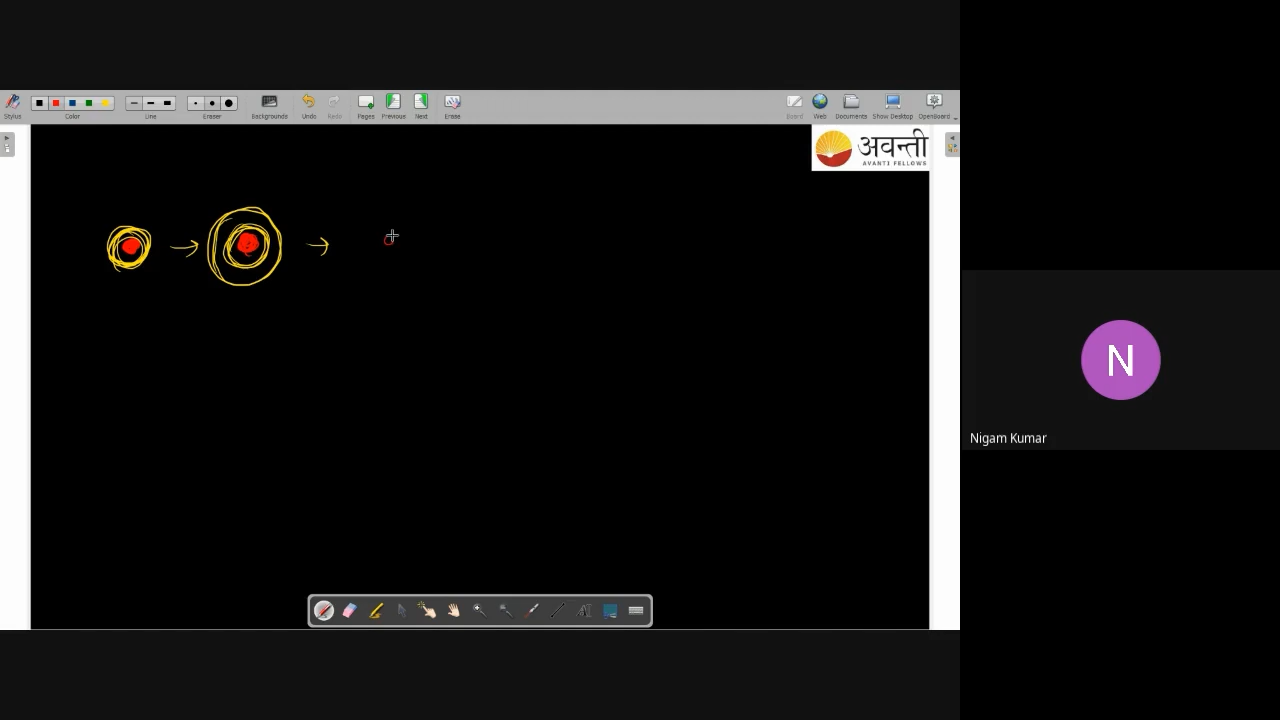 Stylus
Color
Line
Eraser
Backgrounds
Undo
Redo
Pages
Previous
Next
Erase
Board
Web
Documents
Show Desktop
OpenBoard
अवन्ती
AVANTI FELLOWS
N
Nigam Kumar